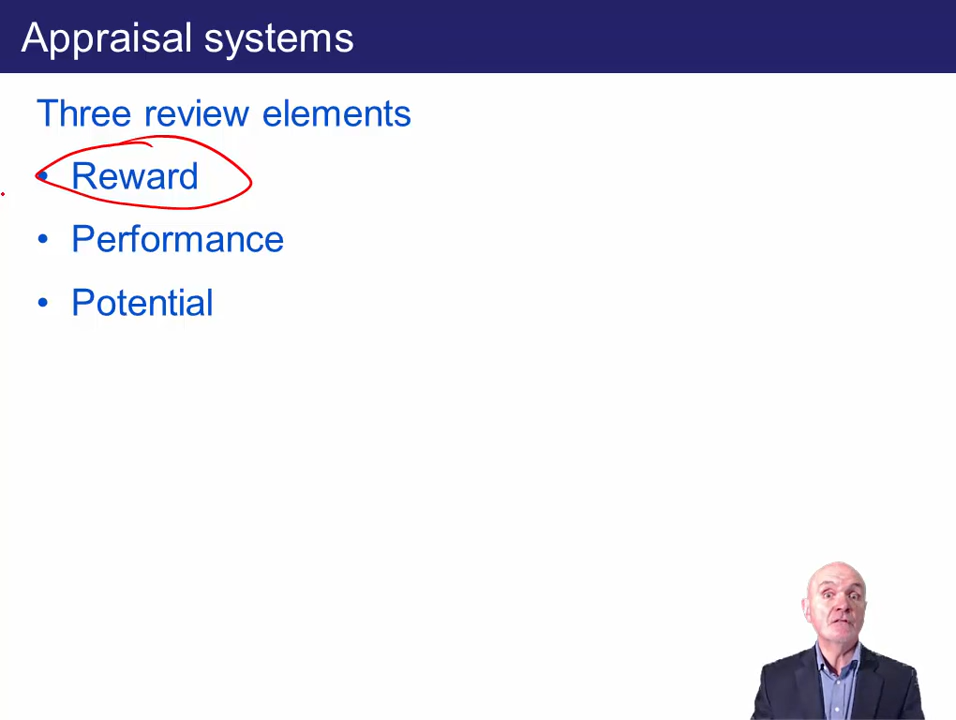 Appraisal systems
Three review elements
• Reward
• Performance
• Potential